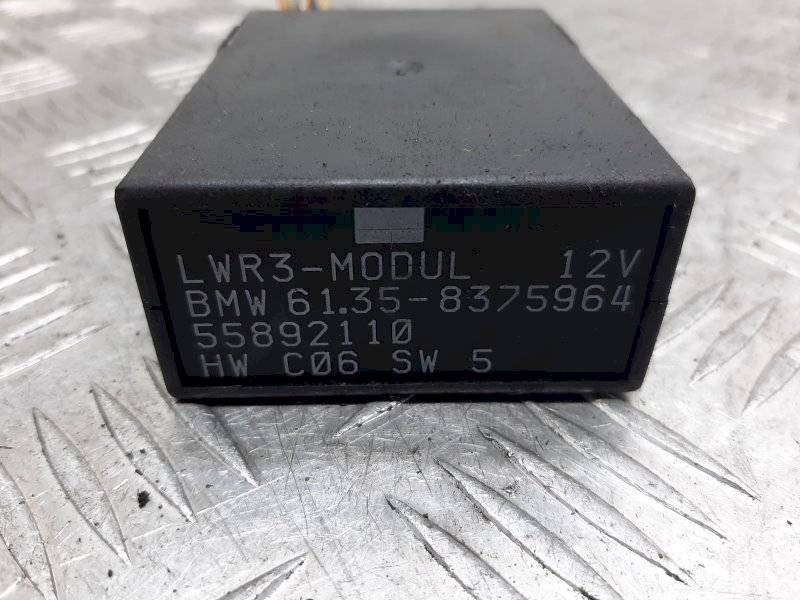 LWR3-MODUL 12V
BMW 61.35-8375964
55892110
HW C06 SW 5